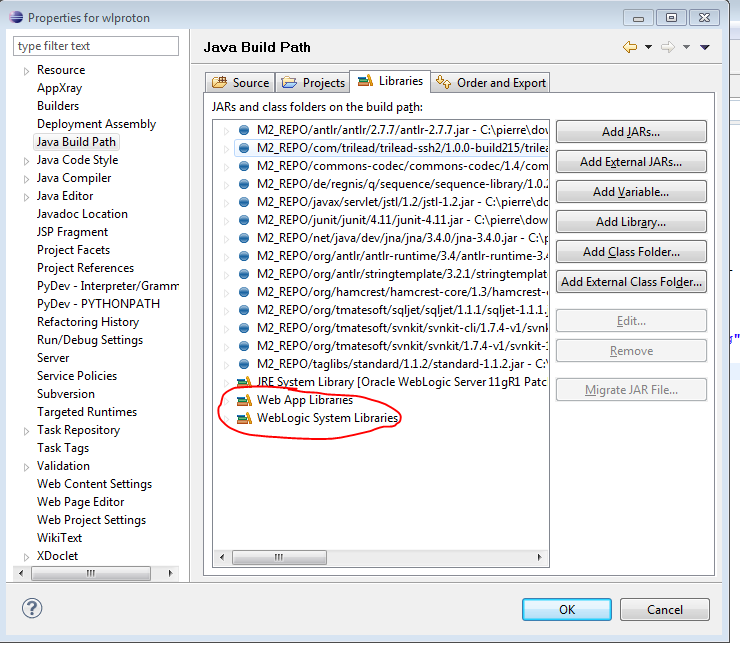 Properties for wlproton
type filter text
Resource
AppXray
Builders
Deployment Assembly
Java Build Path
Java Code Style
Java Compiler
Java Editor
Javadoc Location
JSP Fragment
Project Facets
Project References
PyDev - Interpreter/Gramm
PyDev - PYTHONPATH
Refactoring History
Run/Debug Settings
Server
Service Policies
Subversion
Targeted Runtimes
Task Repository
Task Tags
Validation
Web Content Settings
Web Page Editor
Web Project Settings
WikiText
XDoclet
Java Build Path
Source Projects Libraries Order and Export
JARs and class folders on the build path:
M2_REPO/antlr/antlr/2.7.7/antlr-2.7.7.jar - C:\pierre\dow
M2_REPO/com/trilead/trilead-ssh2/1.0.0-build215/trilea
M2_REPO/commons-codec/commons-codec/1.4/com
M2_REPO/de/regnis/q/sequence/sequence-library/1.0.
M2_REPO/javax/servlet/jstl/1.2/jstl-1.2.jar - C:\pierre\do
M2_REPO/junit/junit/4.11/junit-4.11.jar - C:\pierre\dow
M2_REPO/net/java/dev/jna/jna/3.4.0/jna-3.4.0.jar - C:\p
M2_REPO/org/antlr/antlr-runtime/3.4/antlr-runtime-3.4
M2_REPO/org/antlr/stringtemplate/3.2.1/stringtemplat
M2_REPO/org/hamcrest/hamcrest-core/1.3/hamcrest-
M2_REPO/org/tmatesoft/sqljet/sqljet/1.1.1/sqljet-1.1.1.
M2_REPO/org/tmatesoft/svnkit/svnkit-cli/1.7.4-v1/svnk
M2_REPO/org/tmatesoft/svnkit/svnkit/1.7.4-v1/svnkit-
M2_REPO/taglibs/standard/1.1.2/standard-1.1.2.jar - C:\
JRE System Library [Oracle WebLogic Server 11gR1 Patc
Web App Libraries
WebLogic System Libraries
Add JARs...
Add External JARs...
Add Variable...
Add Library...
Add Class Folder...
Add External Class Folder...
Edit...
Remove
Migrate JAR File...
OK
Cancel